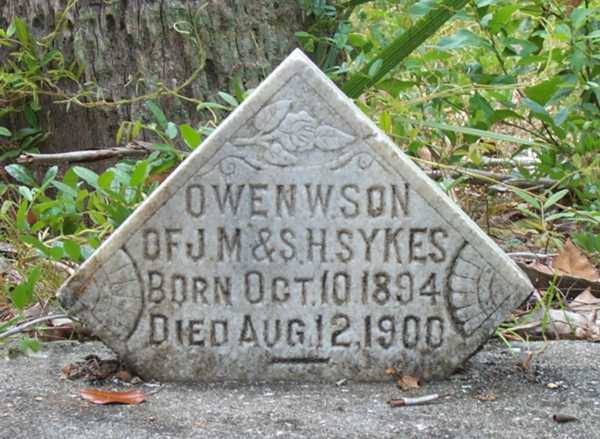 OWEN W. SON
OF J. M & S. H. SYKES
BORN OCT. 10. 1894
DIED AUG. 12, 1900